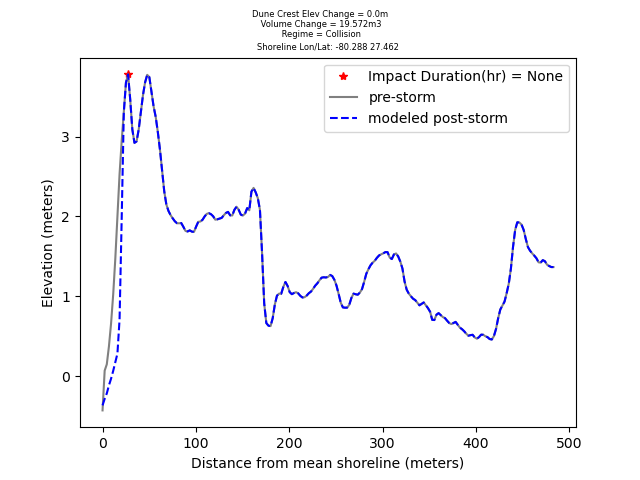 Dune Crest Elev Change = 0.0m
Volume Change = 19.572m3
Regime = Collision
Shoreline Lon/Lat: -80.288 27.462
Impact Duration(hr) = None
pre-storm
modeled post-storm
Elevation (meters)
3
2
1
0
0 100 200 300 400 500
Distance from mean shoreline (meters)